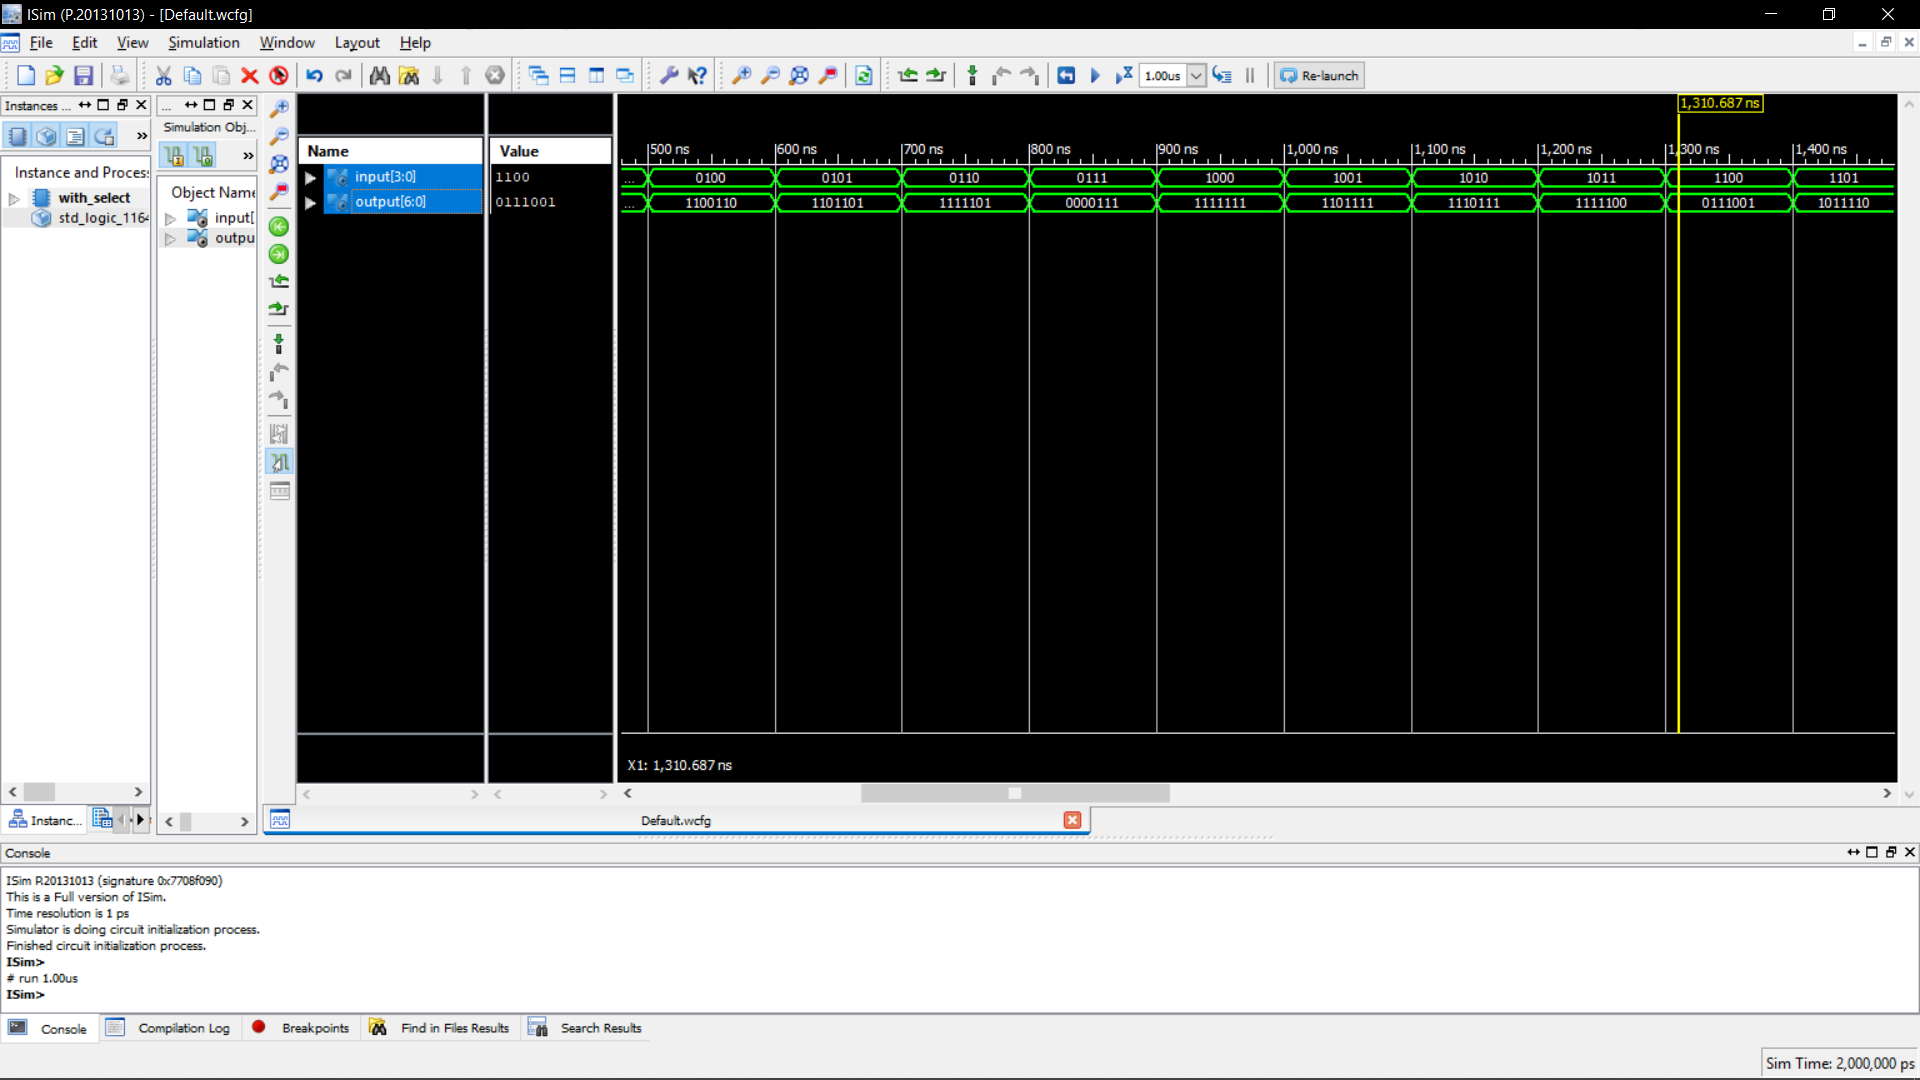 ISim (P.20131013) - [Default.wcfg]
File Edit View Simulation Window Layout Help
1.00us Re-launch
Instances ...
...
Simulation Obj...
Instance and Process
with_select
std_logic_1164
Object Name
input[
outpu
Name Value
input[3:0] 1100
output[6:0] 0111001
1,310.687 ns
500 ns 600 ns 700 ns 800 ns 900 ns 1,000 ns 1,100 ns 1,200 ns 1,300 ns 1,400 ns
... 0100 0101 0110 0111 1000 1001 1010 1011 1100 1101
... 1100110 1101101 1111101 0000111 1111111 1101111 1110111 1111100 0111001 1011110
X1: 1,310.687 ns
Instanc...
Default.wcfg
Console
ISim P.20131013 (signature 0x7708f090)
This is a Full version of ISim.
Time resolution is 1 ps
Simulator is doing circuit initialization process.
Finished circuit initialization process.
ISim>
# run 1.00us
ISim>
Console Compilation Log Breakpoints Find in Files Results Search Results
Sim Time: 2,000,000 ps